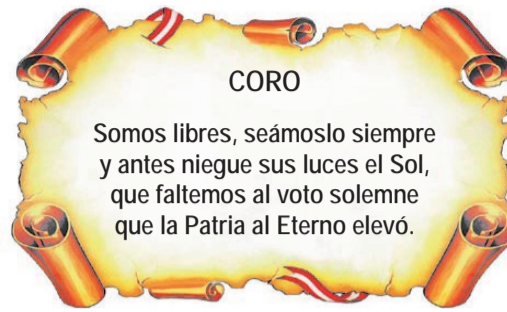 CORO
Somos libres, seámoslo siempre
y antes niegue sus luces el Sol,
que faltemos al voto solemne
que la Patria al Eterno elevó.